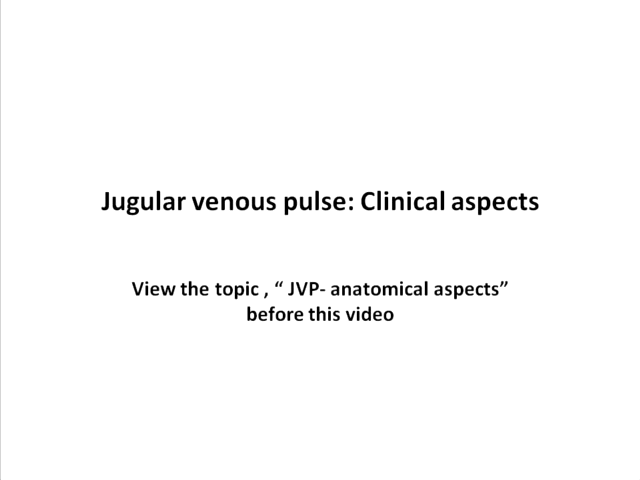 Jugular venous pulse: Clinical aspects
View the topic , “ JVP- anatomical aspects”
before this video